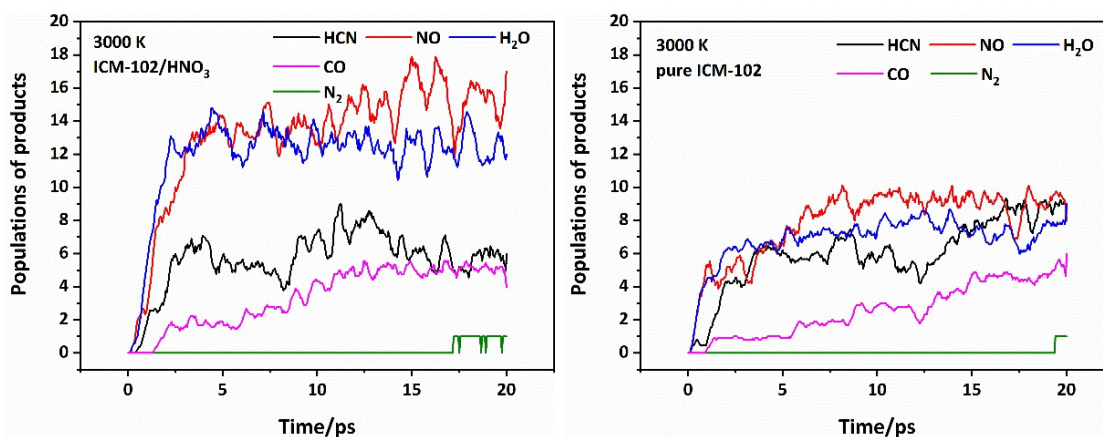 3000 K
ICM-102/HNO₃
HCN NO H₂O
CO
N₂
Populations of products
20
18
16
14
12
10
8
6
4
2
0
0 5 10 15 20
Time/ps
3000 K
pure ICM-102
HCN NO H₂O
CO N₂
Populations of products
20
18
16
14
12
10
8
6
4
2
0
0 5 10 15 20
Time/ps